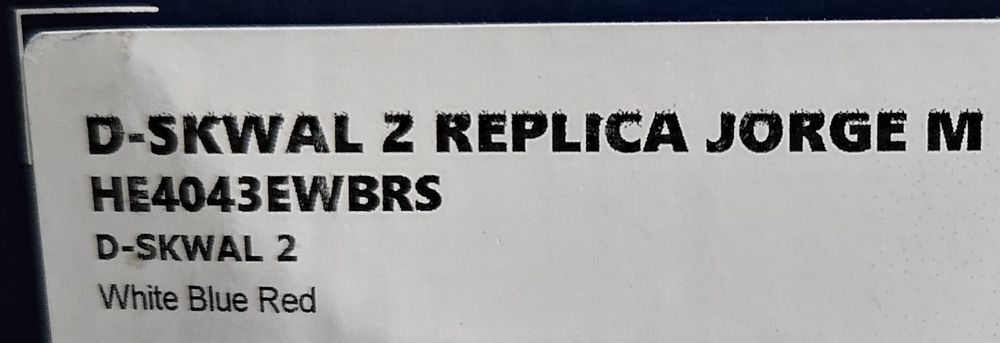 D-SKWAL 2 REPLICA JORGE M
HE4043EWBRS
D-SKWAL 2
White Blue Red